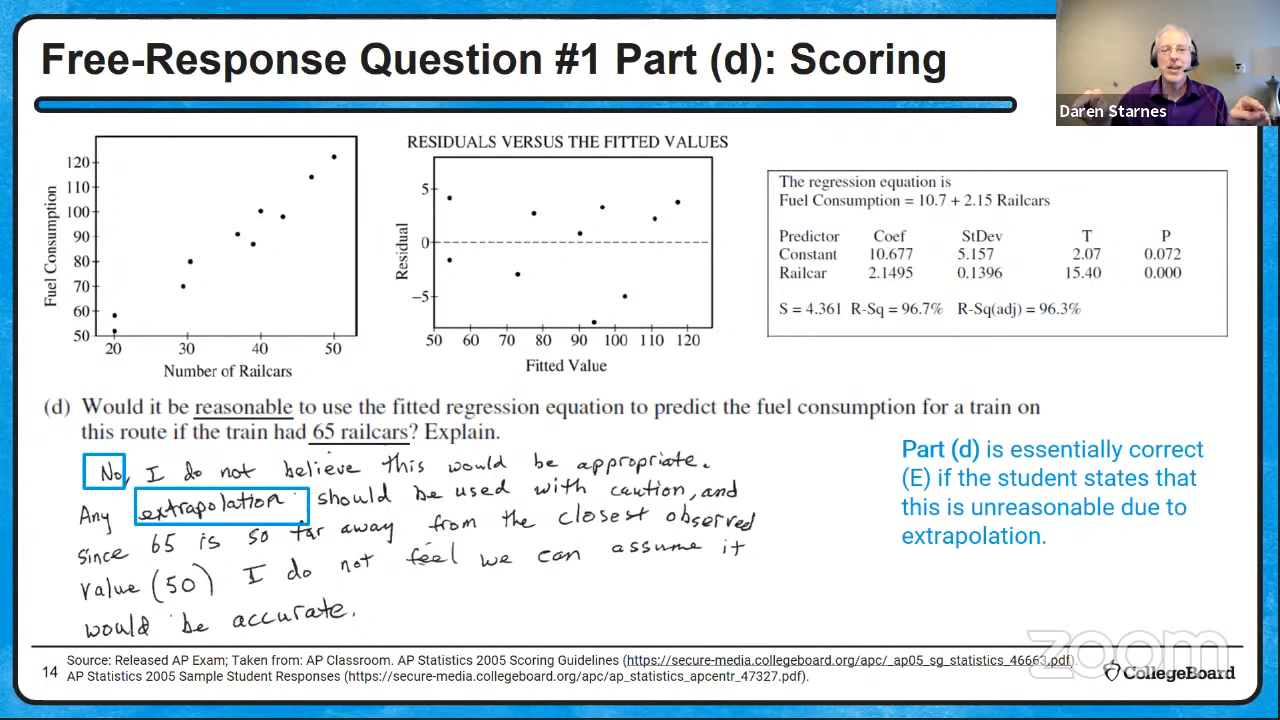 Free-Response Question #1 Part (d): Scoring
Daren Starnes
120
110
100
90
80
70
60
50
Fuel Consumption
20
30
40
50
Number of Railcars
RESIDUALS VERSUS THE FITTED VALUES
5
0
−5
Residual
50
60
70
80
90
100
110
120
Fitted Value
The regression equation is
Fuel Consumption = 10.7 + 2.15 Railcars
Predictor Coef StDev T P
Constant 10.677 5.157 2.07 0.072
Railcar 2.1495 0.1396 15.40 0.000
S = 4.361 R-Sq = 96.7% R-Sq(adj) = 96.3%
(d) Would it be reasonable to use the fitted regression equation to predict the fuel consumption for a train on
this route if the train had 65 railcars? Explain.
No, I do not believe this would be appropriate.
Any extrapolation should be used with caution, and
since 65 is so far away from the closest observed
value (50) I do not feel we can assume it
would be accurate.
Part (d) is essentially correct
(E) if the student states that
this is unreasonable due to
extrapolation.
zoom
14
Source: Released AP Exam; Taken from: AP Classroom. AP Statistics 2005 Scoring Guidelines (https://secure-media.collegeboard.org/apc/_ap05_sg_statistics_46663.pdf).
AP Statistics 2005 Sample Student Responses (https://secure-media.collegeboard.org/apc/ap_statistics_apcentr_47327.pdf).
CollegeBoard